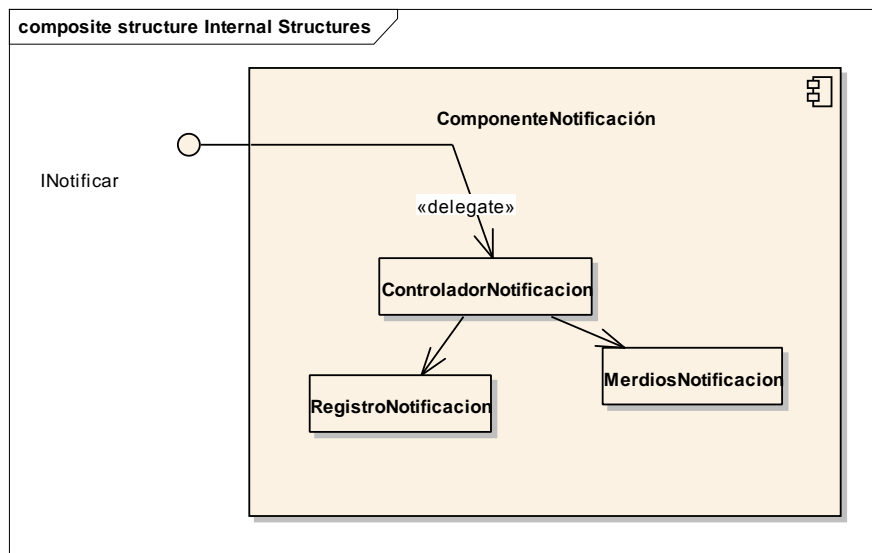 composite structure Internal Structures
ComponenteNotificación
INotificar
«delegate»
ControladorNotificacion
MerdiosNotificacion
RegistroNotificacion